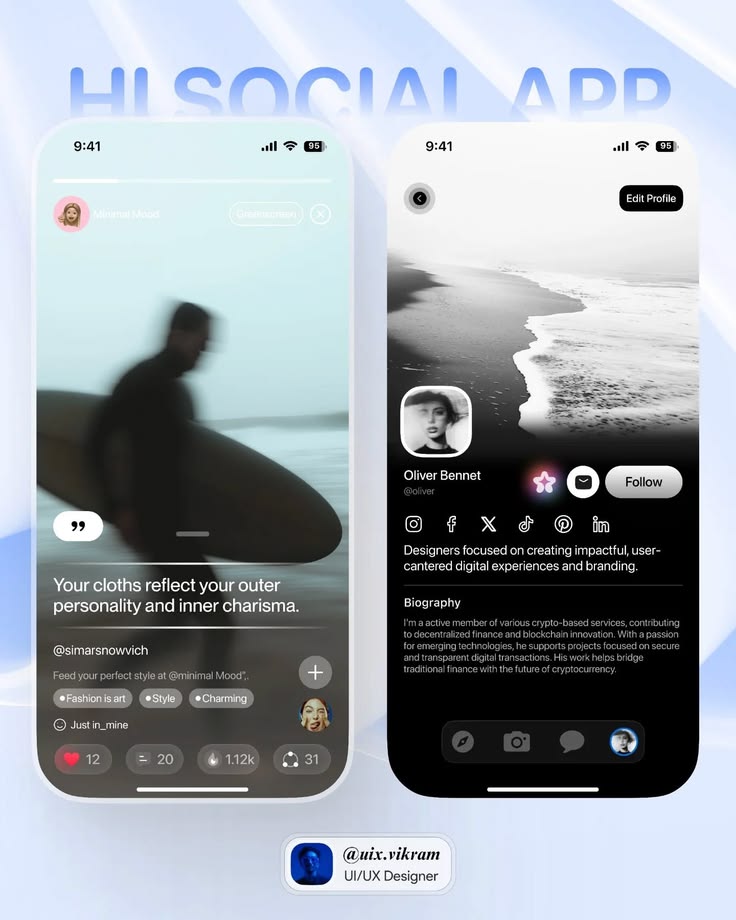 HI SOCIAL APP
9:41
95
Minimal Mood
Greenscreen
Your cloths reflect your outer
personality and inner charisma.
@simarsnowvich
Feed your perfect style at @minimal Mood",.
Fashion is art
Style
Charming
Just in_mine
12
20
1.12k
31
9:41
95
Edit Profile
Oliver Bennet
@oliver
Follow
Designers focused on creating impactful, user-
cantered digital experiences and branding.
Biography
I'm a active member of various crypto-based services, contributing
to decentralized finance and blockchain innovation. With a passion
for emerging technologies, he supports projects focused on secure
and transparent digital transactions. His work helps bridge
traditional finance with the future of cryptocurrency.
@uix.vikram
UI/UX Designer